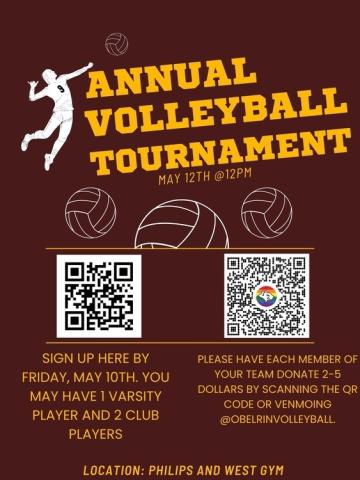 ANNUAL
VOLLEYBALL
TOURNAMENT
MAY 12TH @12PM
9
SIGN UP HERE BY
FRIDAY, MAY 10TH. YOU
MAY HAVE 1 VARSITY
PLAYER AND 2 CLUB
PLAYERS
PLEASE HAVE EACH MEMBER OF
YOUR TEAM DONATE 2-5
DOLLARS BY SCANNING THE QR
CODE OR VENMOING
@OBELRINVOLLEYBALL.
LOCATION: PHILIPS AND WEST GYM